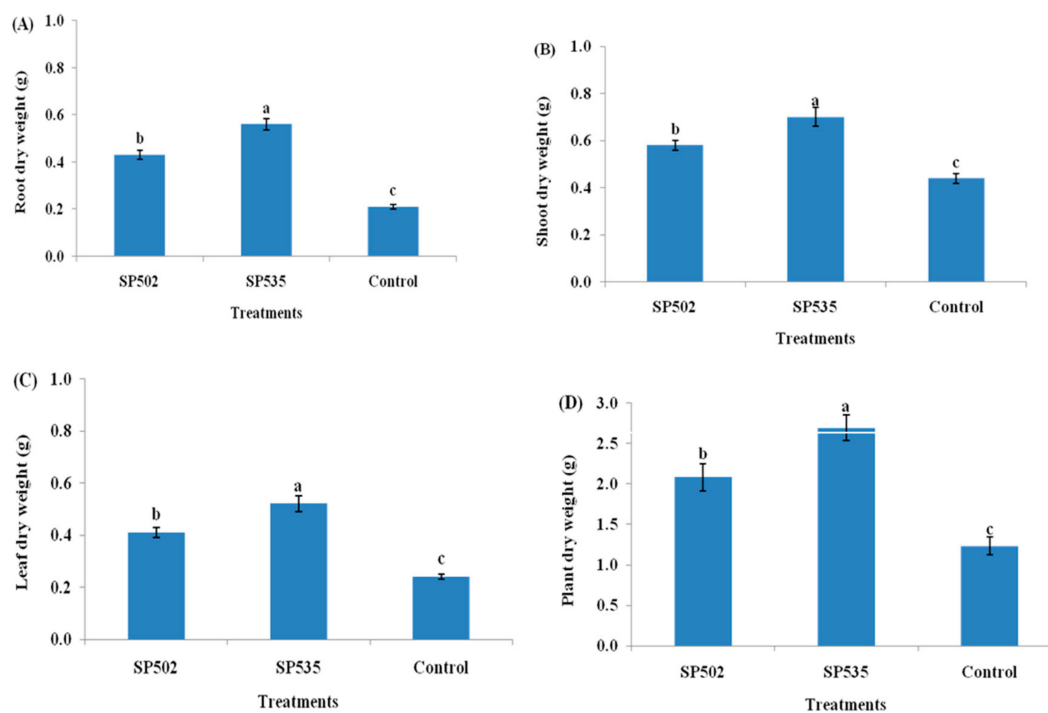 (A)
Root dry weight (g)
1.0
0.8
0.6
0.4
0.2
0.0
b
a
c
SP502
SP535
Control
Treatments
(B)
Shoot dry weight (g)
1.0
0.8
0.6
0.4
0.2
0.0
b
a
c
SP502
SP535
Control
Treatments
(C)
Leaf dry weight (g)
1.0
0.8
0.6
0.4
0.2
0.0
b
a
c
SP502
SP535
Control
Treatments
(D)
Plant dry weight (g)
3.0
2.5
2.0
1.5
1.0
0.5
0.0
b
a
c
SP502
SP535
Control
Treatments